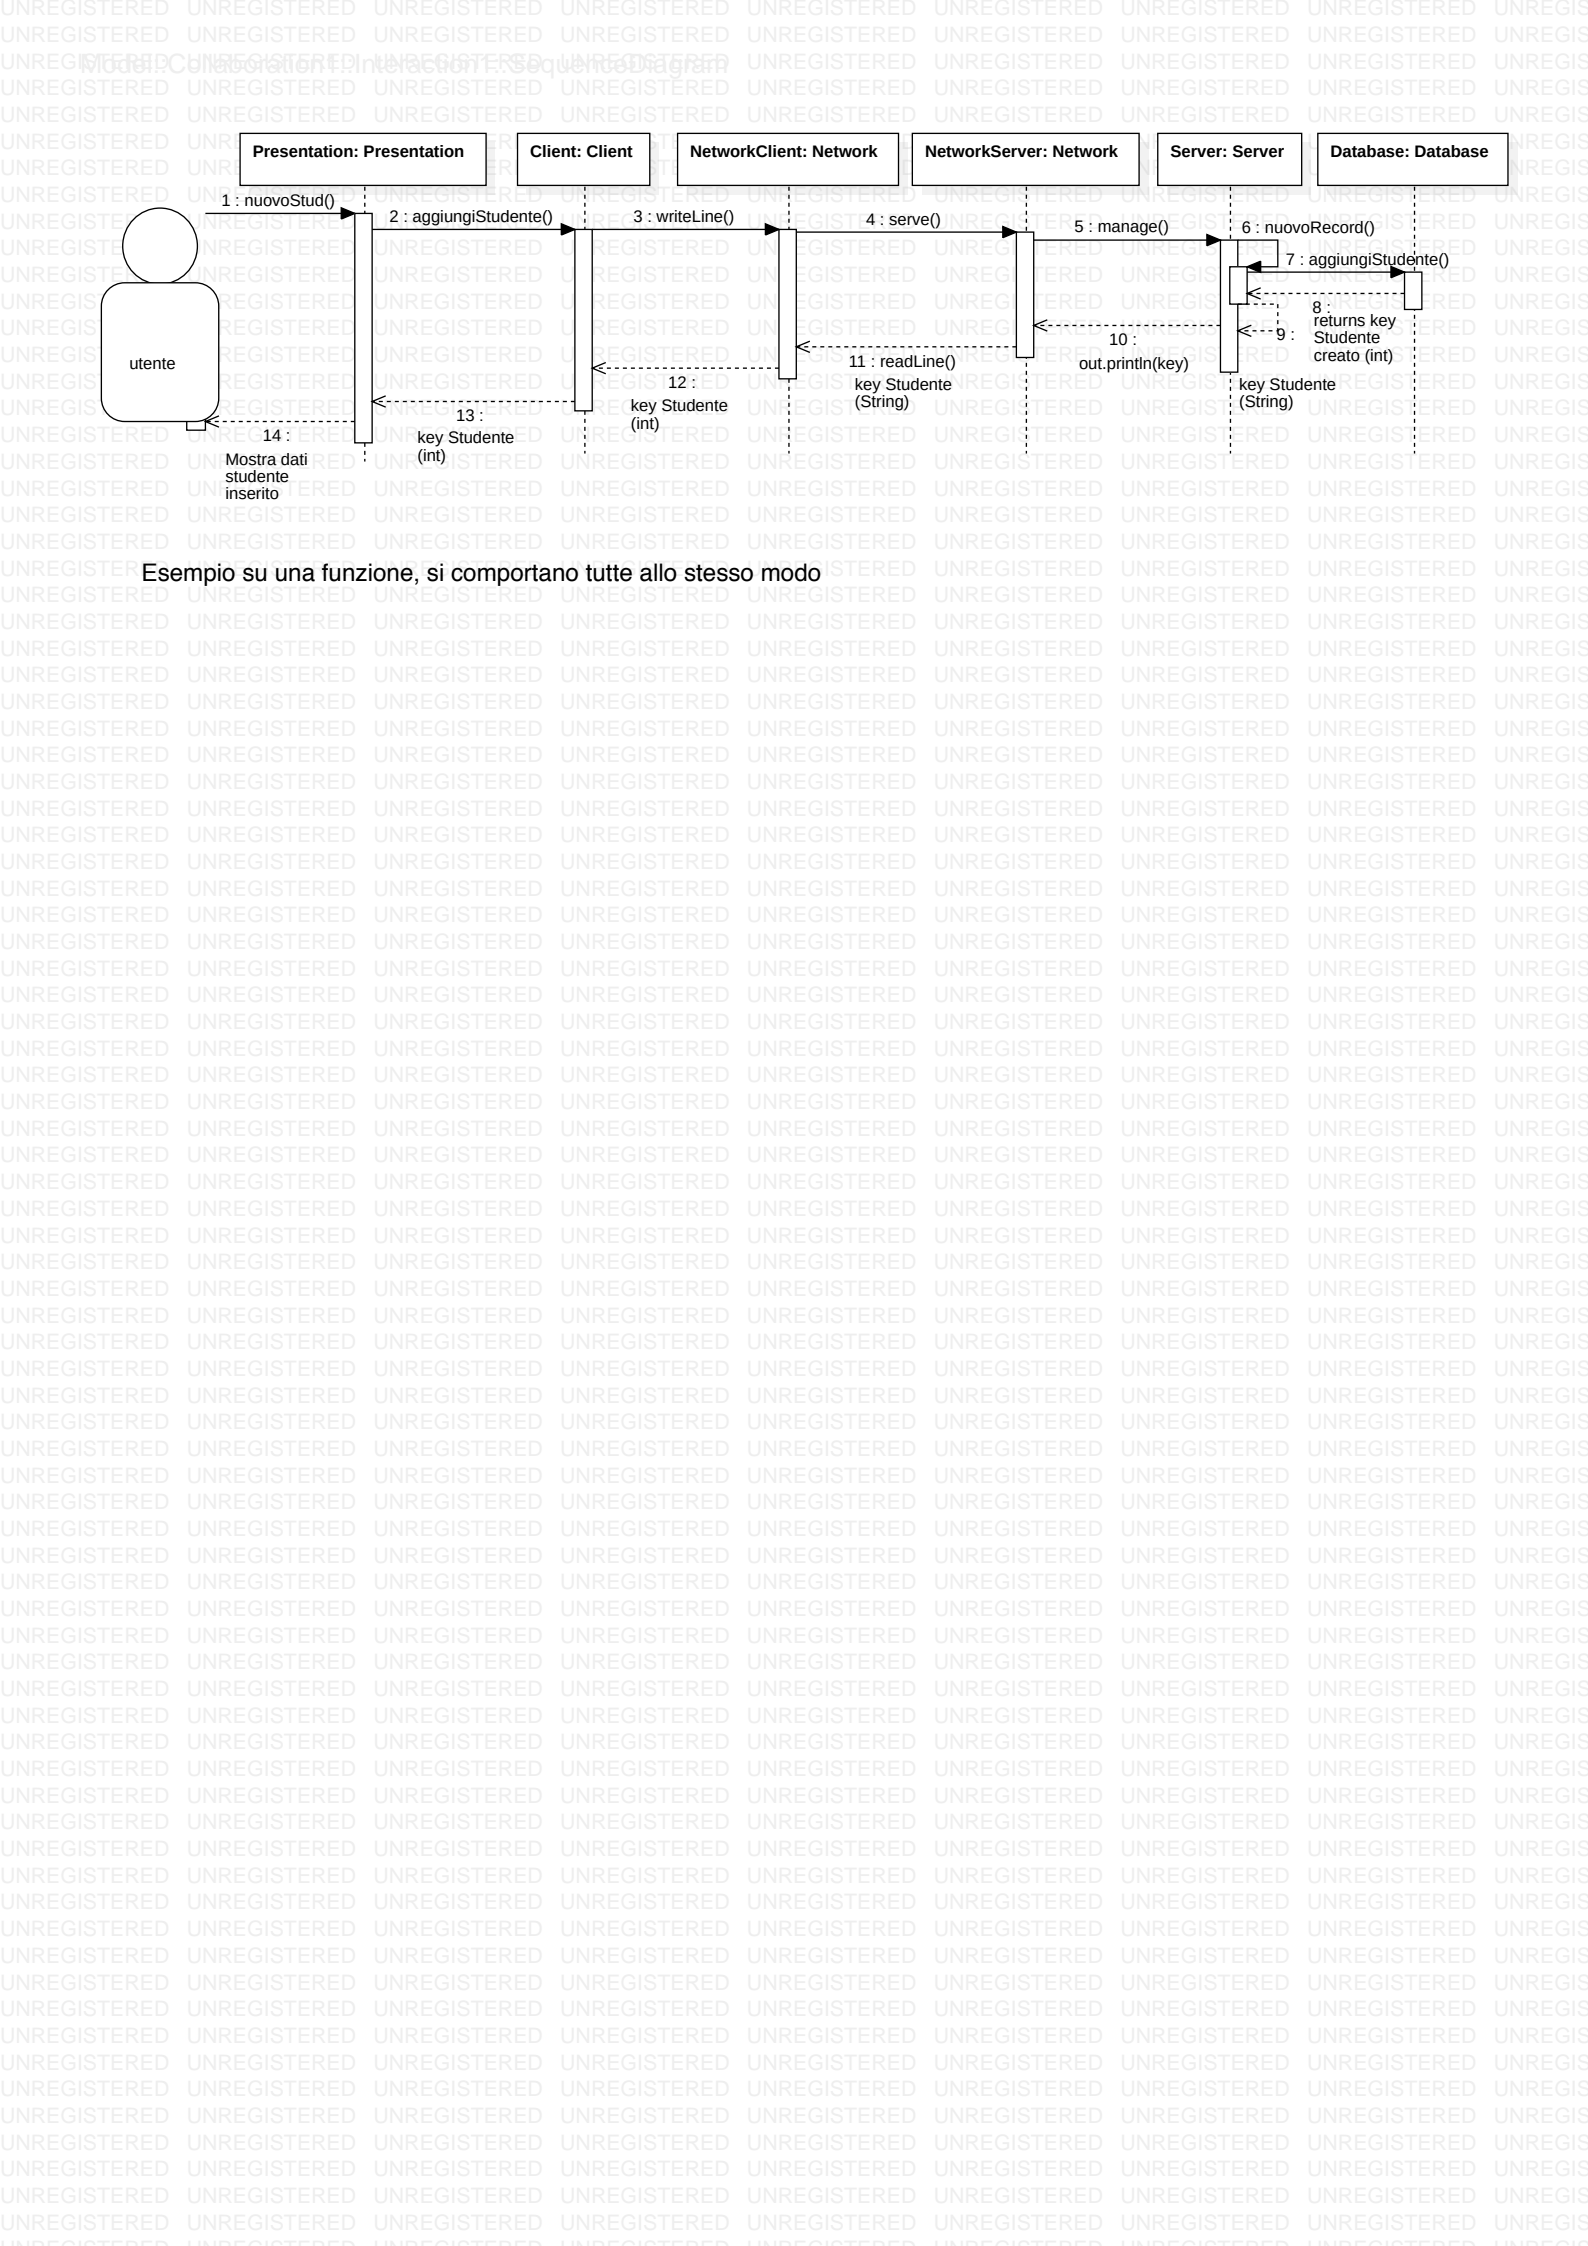 Model::Collaboration1::Interaction1::SequenceDiagram
Presentation: Presentation
Client: Client
NetworkClient: Network
NetworkServer: Network
Server: Server
Database: Database
1 : nuovoStud()
2 : aggiungiStudente()
3 : writeLine()
4 : serve()
5 : manage()
6 : nuovoRecord()
7 : aggiungiStudente()
8 :
returns key
Studente
creato (int)
9 :
key Studente
(String)
10 :
out.println(key)
11 : readLine()
key Studente
(String)
12 :
key Studente
(int)
13 :
key Studente
(int)
14 :
Mostra dati
studente
inserito
utente
Esempio su una funzione, si comportano tutte allo stesso modo
UNREGISTERED